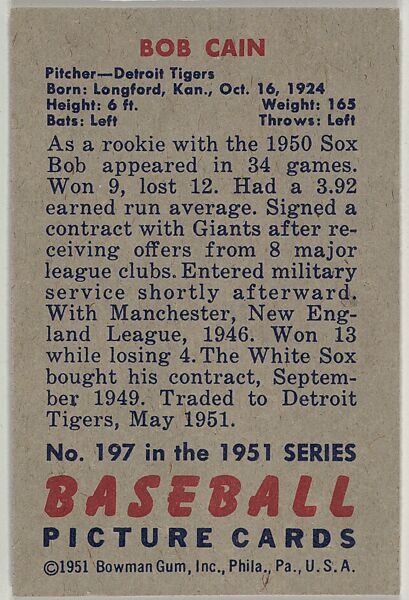 BOB CAIN
Pitcher—Detroit Tigers
Born: Longford, Kan., Oct. 16, 1924
Height: 6 ft. Weight: 165
Bats: Left Throws: Left
As a rookie with the 1950 Sox
Bob appeared in 34 games.
Won 9, lost 12. Had a 3.92
earned run average. Signed a
contract with Giants after re-
ceiving offers from 8 major
league clubs. Entered military
service shortly afterward.
With Manchester, New Eng-
land League, 1946. Won 13
while losing 4. The White Sox
bought his contract, Septem-
ber 1949. Traded to Detroit
Tigers, May 1951.
No. 197 in the 1951 SERIES
BASEBALL
PICTURE CARDS
©1951 Bowman Gum, Inc., Phila., Pa., U. S. A.